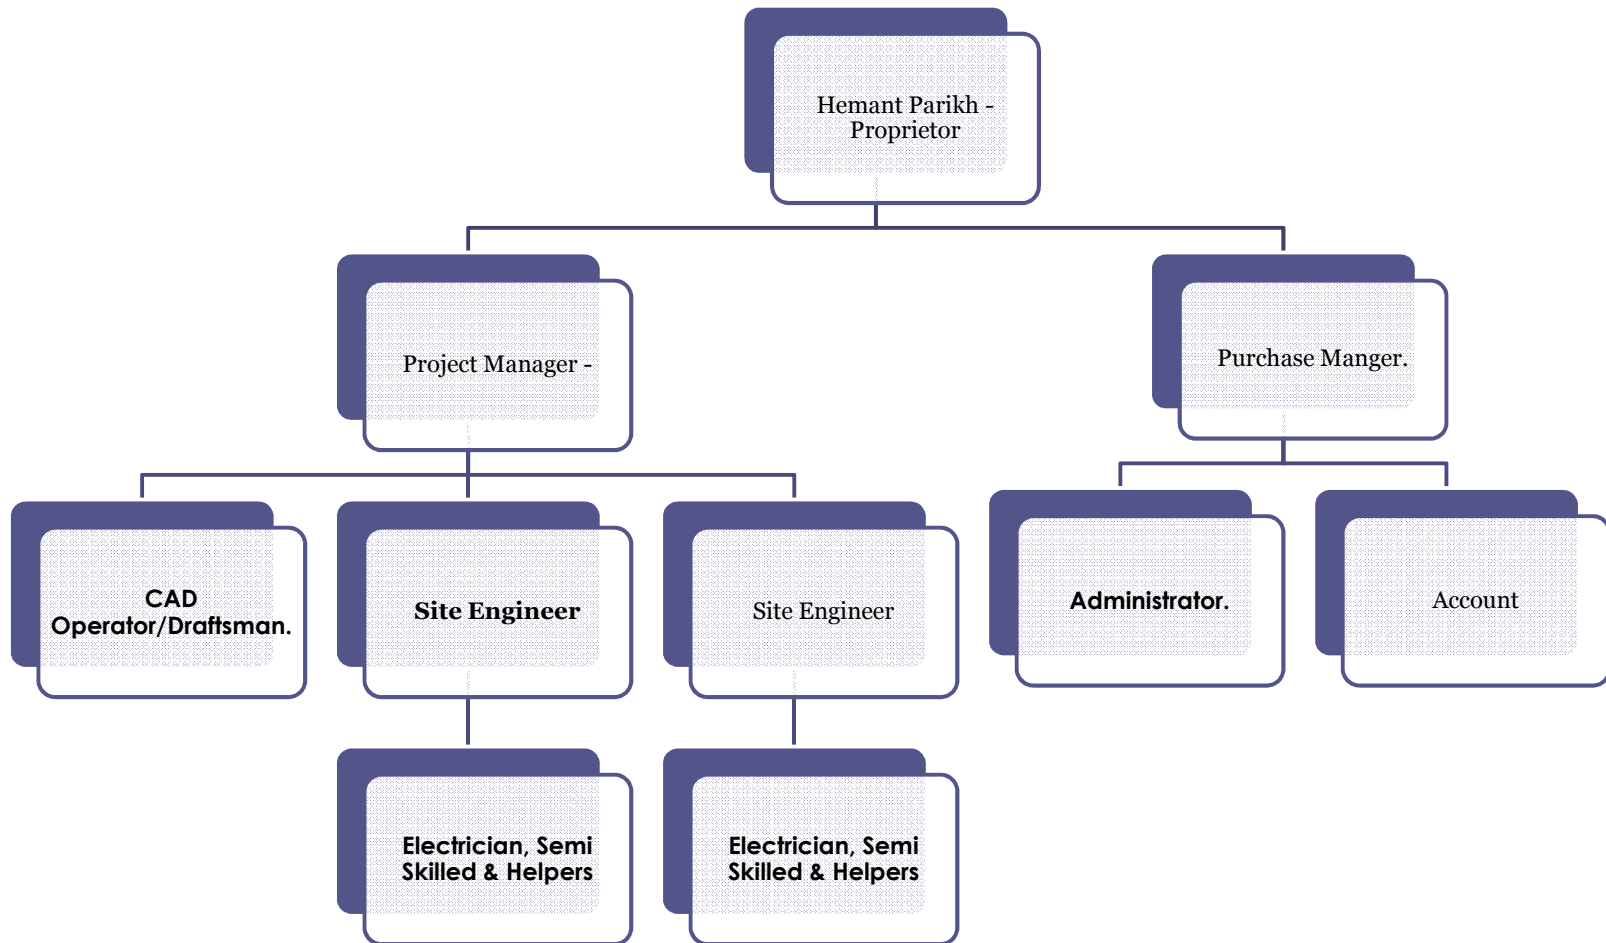 Hemant Parikh -
Proprietor
Project Manager -
Purchase Manger.
CAD
Operator/Draftsman.
Site Engineer
Site Engineer
Administrator.
Account
Electrician, Semi
Skilled & Helpers
Electrician, Semi
Skilled & Helpers